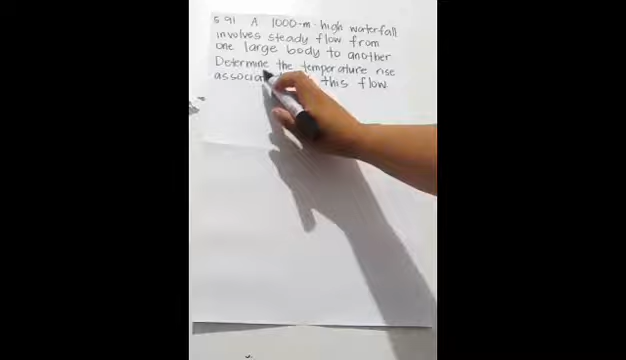 5.91 A 1000-m-high waterfall
involves steady flow from
one large body to another
Determine the temperature rise
associa this flow